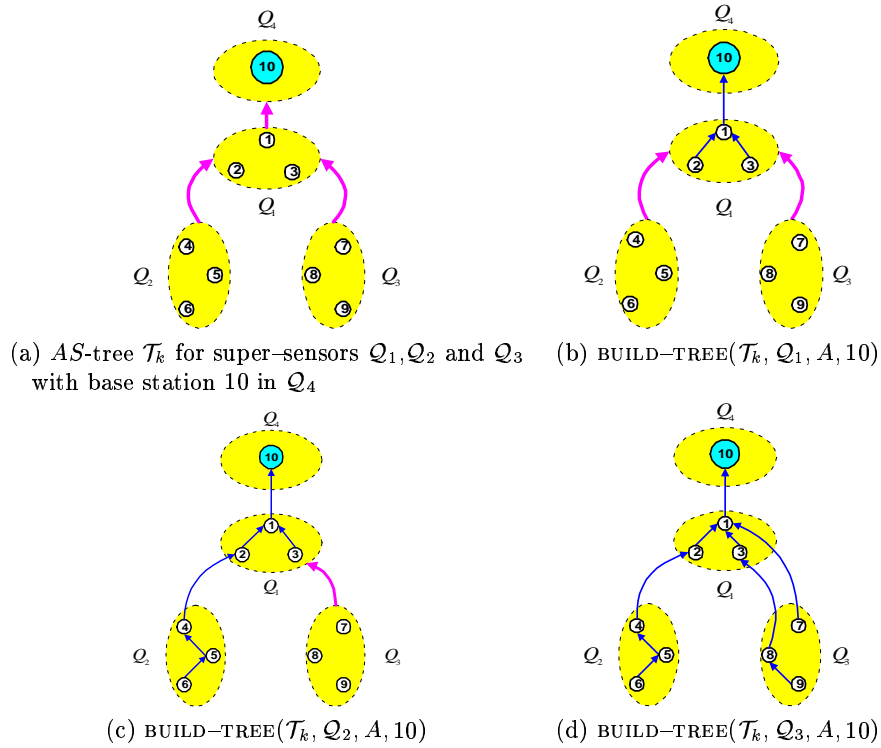 Q₄
10
1
2
3
Q₁
4
5
6
Q₂
7
8
9
Q₃
(a) AS-tree 𝒯ₖ for super–sensors 𝒬₁,𝒬₂ and 𝒬₃
with base station 10 in 𝒬₄
Q₄
10
1
2
3
Q₁
4
5
6
Q₂
7
8
9
Q₃
(b) BUILD–TREE(𝒯ₖ, 𝒬₁, A, 10)
Q₄
10
1
2
3
Q₁
4
5
6
Q₂
7
8
9
Q₃
(c) BUILD–TREE(𝒯ₖ, 𝒬₂, A, 10)
Q₄
10
1
2
3
Q₁
4
5
6
Q₂
7
8
9
Q₃
(d) BUILD–TREE(𝒯ₖ, 𝒬₃, A, 10)